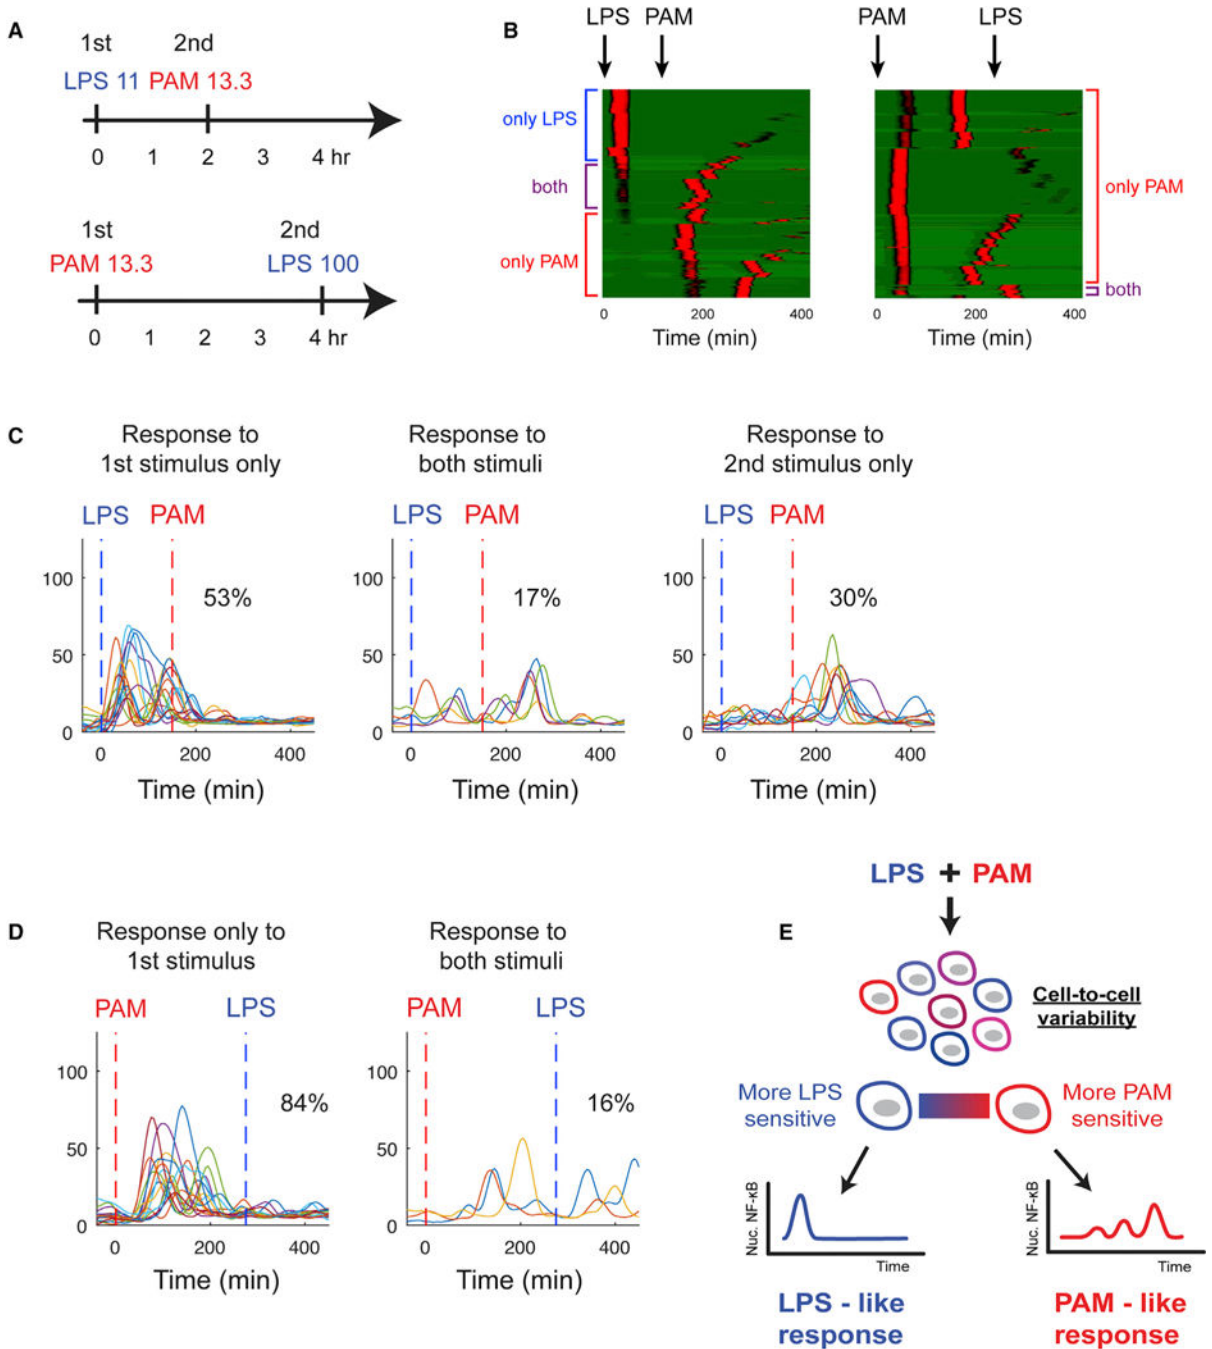 A
1st 2nd
LPS 11 PAM 13.3
0 1 2 3 4 hr
1st 2nd
PAM 13.3 LPS 100
0 1 2 3 4 hr
B
LPS PAM
only LPS
both
only PAM
0 200 400
Time (min)
PAM LPS
only PAM
both
0 200 400
Time (min)
C
Response to
1st stimulus only
LPS PAM
53%
100
50
0
0 200 400
Time (min)
Response to
both stimuli
LPS PAM
17%
100
50
0
0 200 400
Time (min)
Response to
2nd stimulus only
LPS PAM
30%
100
50
0
0 200 400
Time (min)
D
Response only to
1st stimulus
PAM LPS
84%
100
50
0
0 200 400
Time (min)
Response to
both stimuli
PAM LPS
16%
100
50
0
0 200 400
Time (min)
E
LPS + PAM
Cell-to-cell
variability
More LPS
sensitive
More PAM
sensitive
Nuc. NF-κB
Time
LPS - like
response
Nuc. NF-κB
Time
PAM - like
response